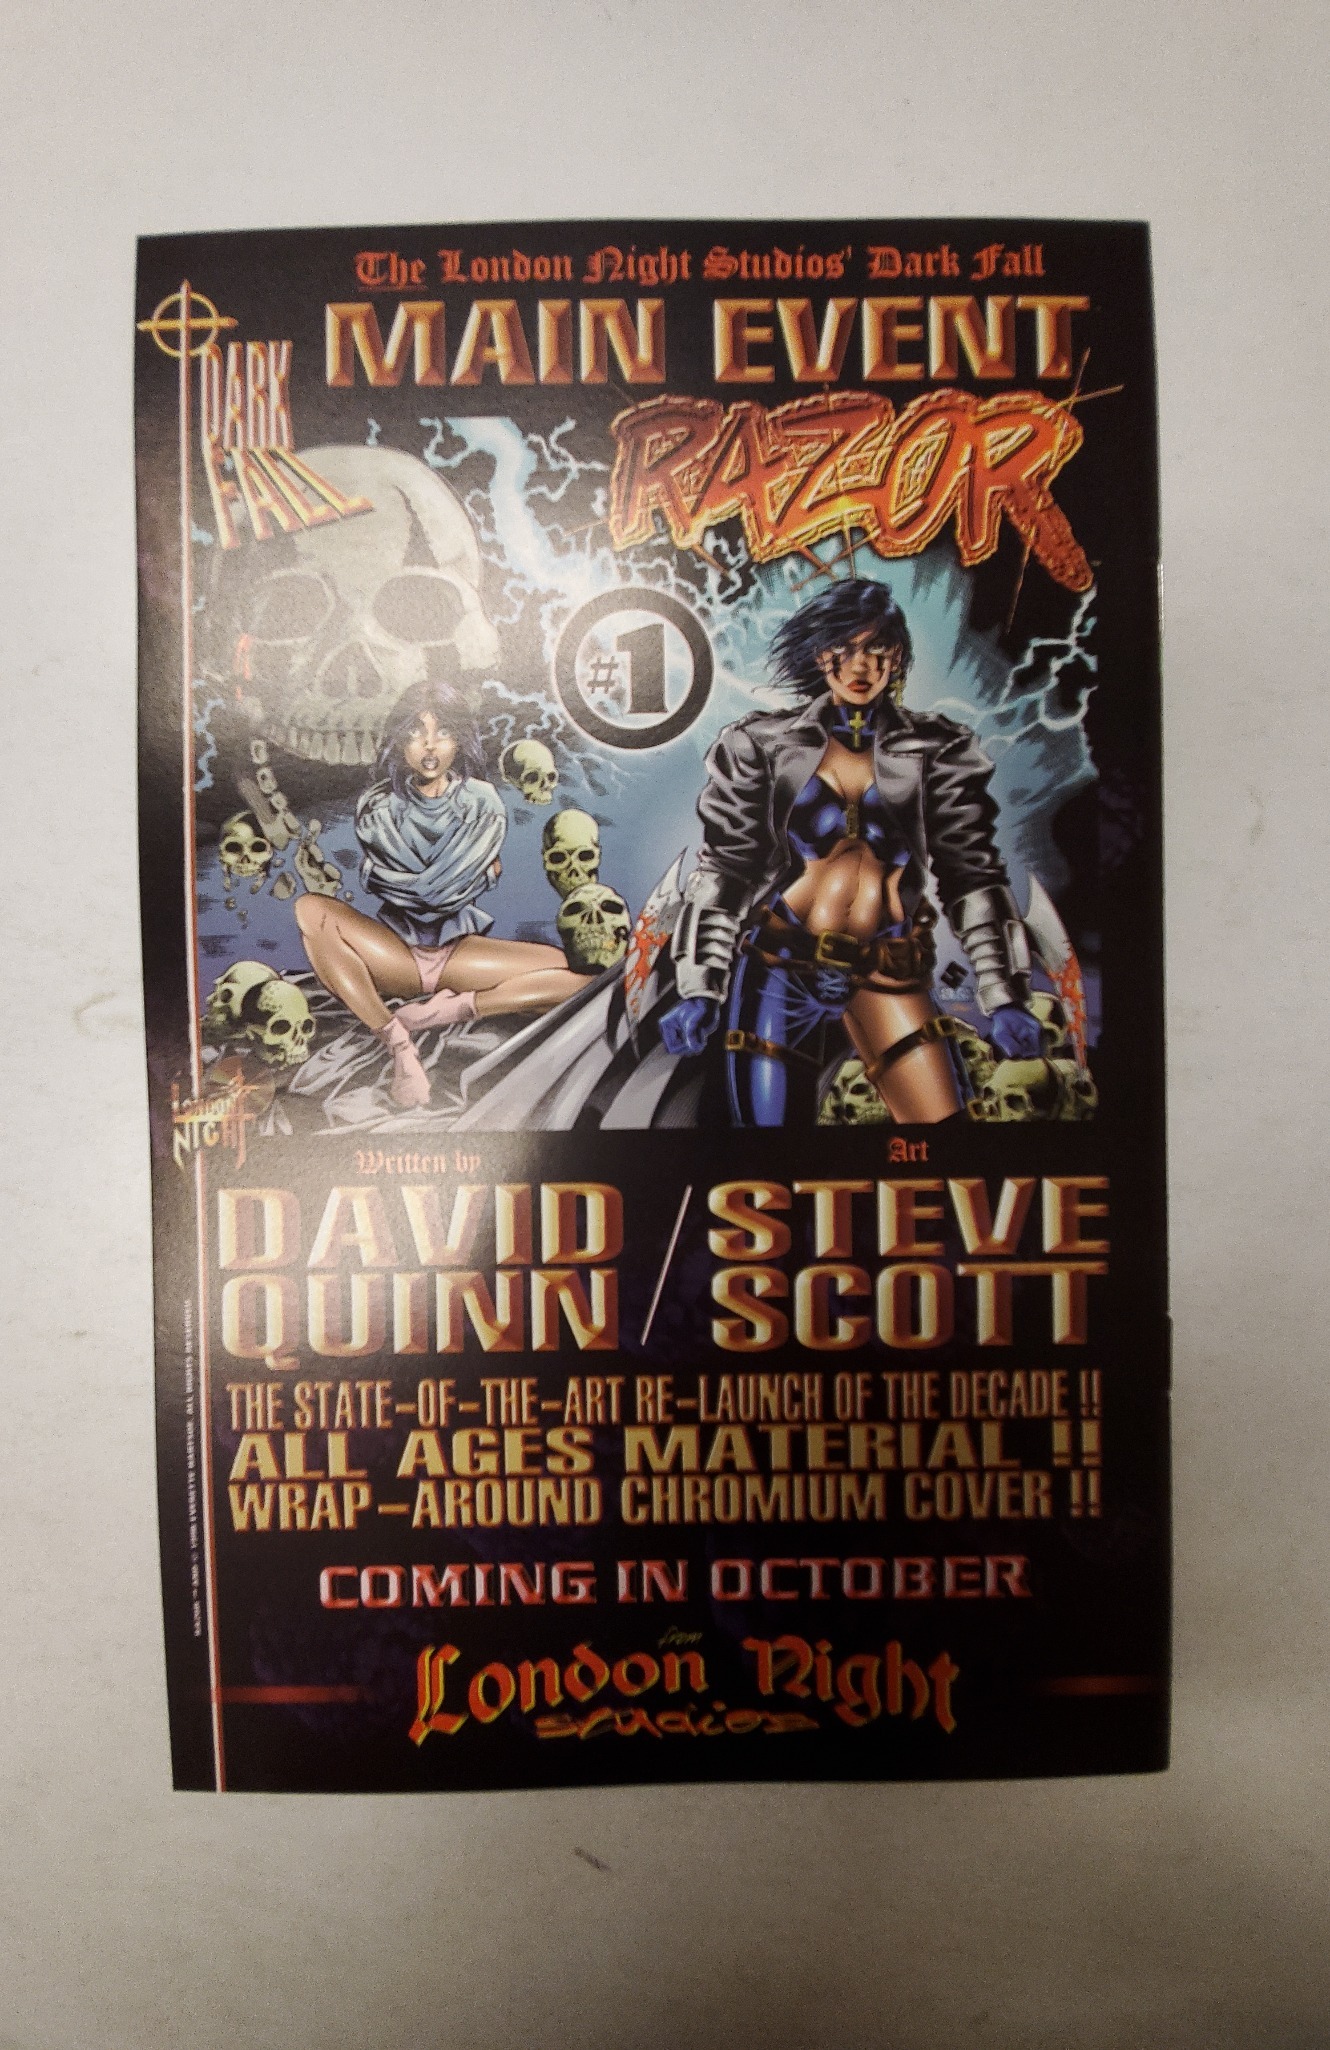 The London Night Studios' Dark Fall
MAIN EVENT
DARK
FALL
RAZOR
#1
LONDON
NIGHT
Written by
Art
DAVID / STEVE
QUINN / SCOTT
THE STATE-OF-THE-ART RE-LAUNCH OF THE DECADE !!
ALL AGES MATERIAL !!
WRAP-AROUND CHROMIUM COVER !!
COMING IN OCTOBER
from
London Night
studios